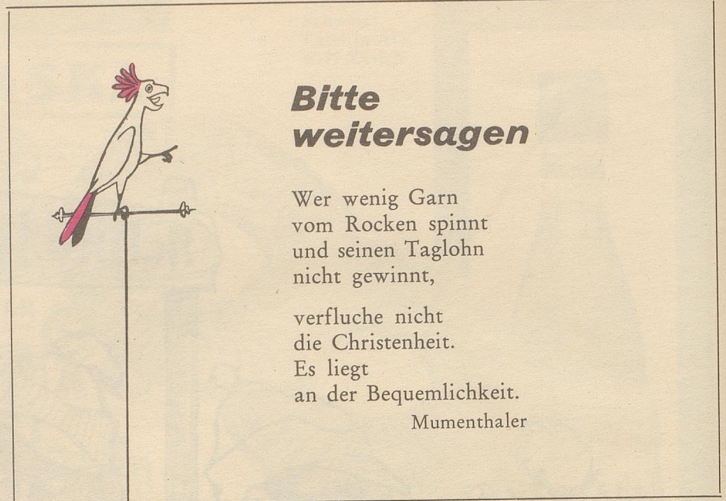 Bitte
weitersagen
Wer wenig Garn
vom Rocken spinnt
und seinen Taglohn
nicht gewinnt,
verfluche nicht
die Christenheit.
Es liegt
an der Bequemlichkeit.
Mumenthaler